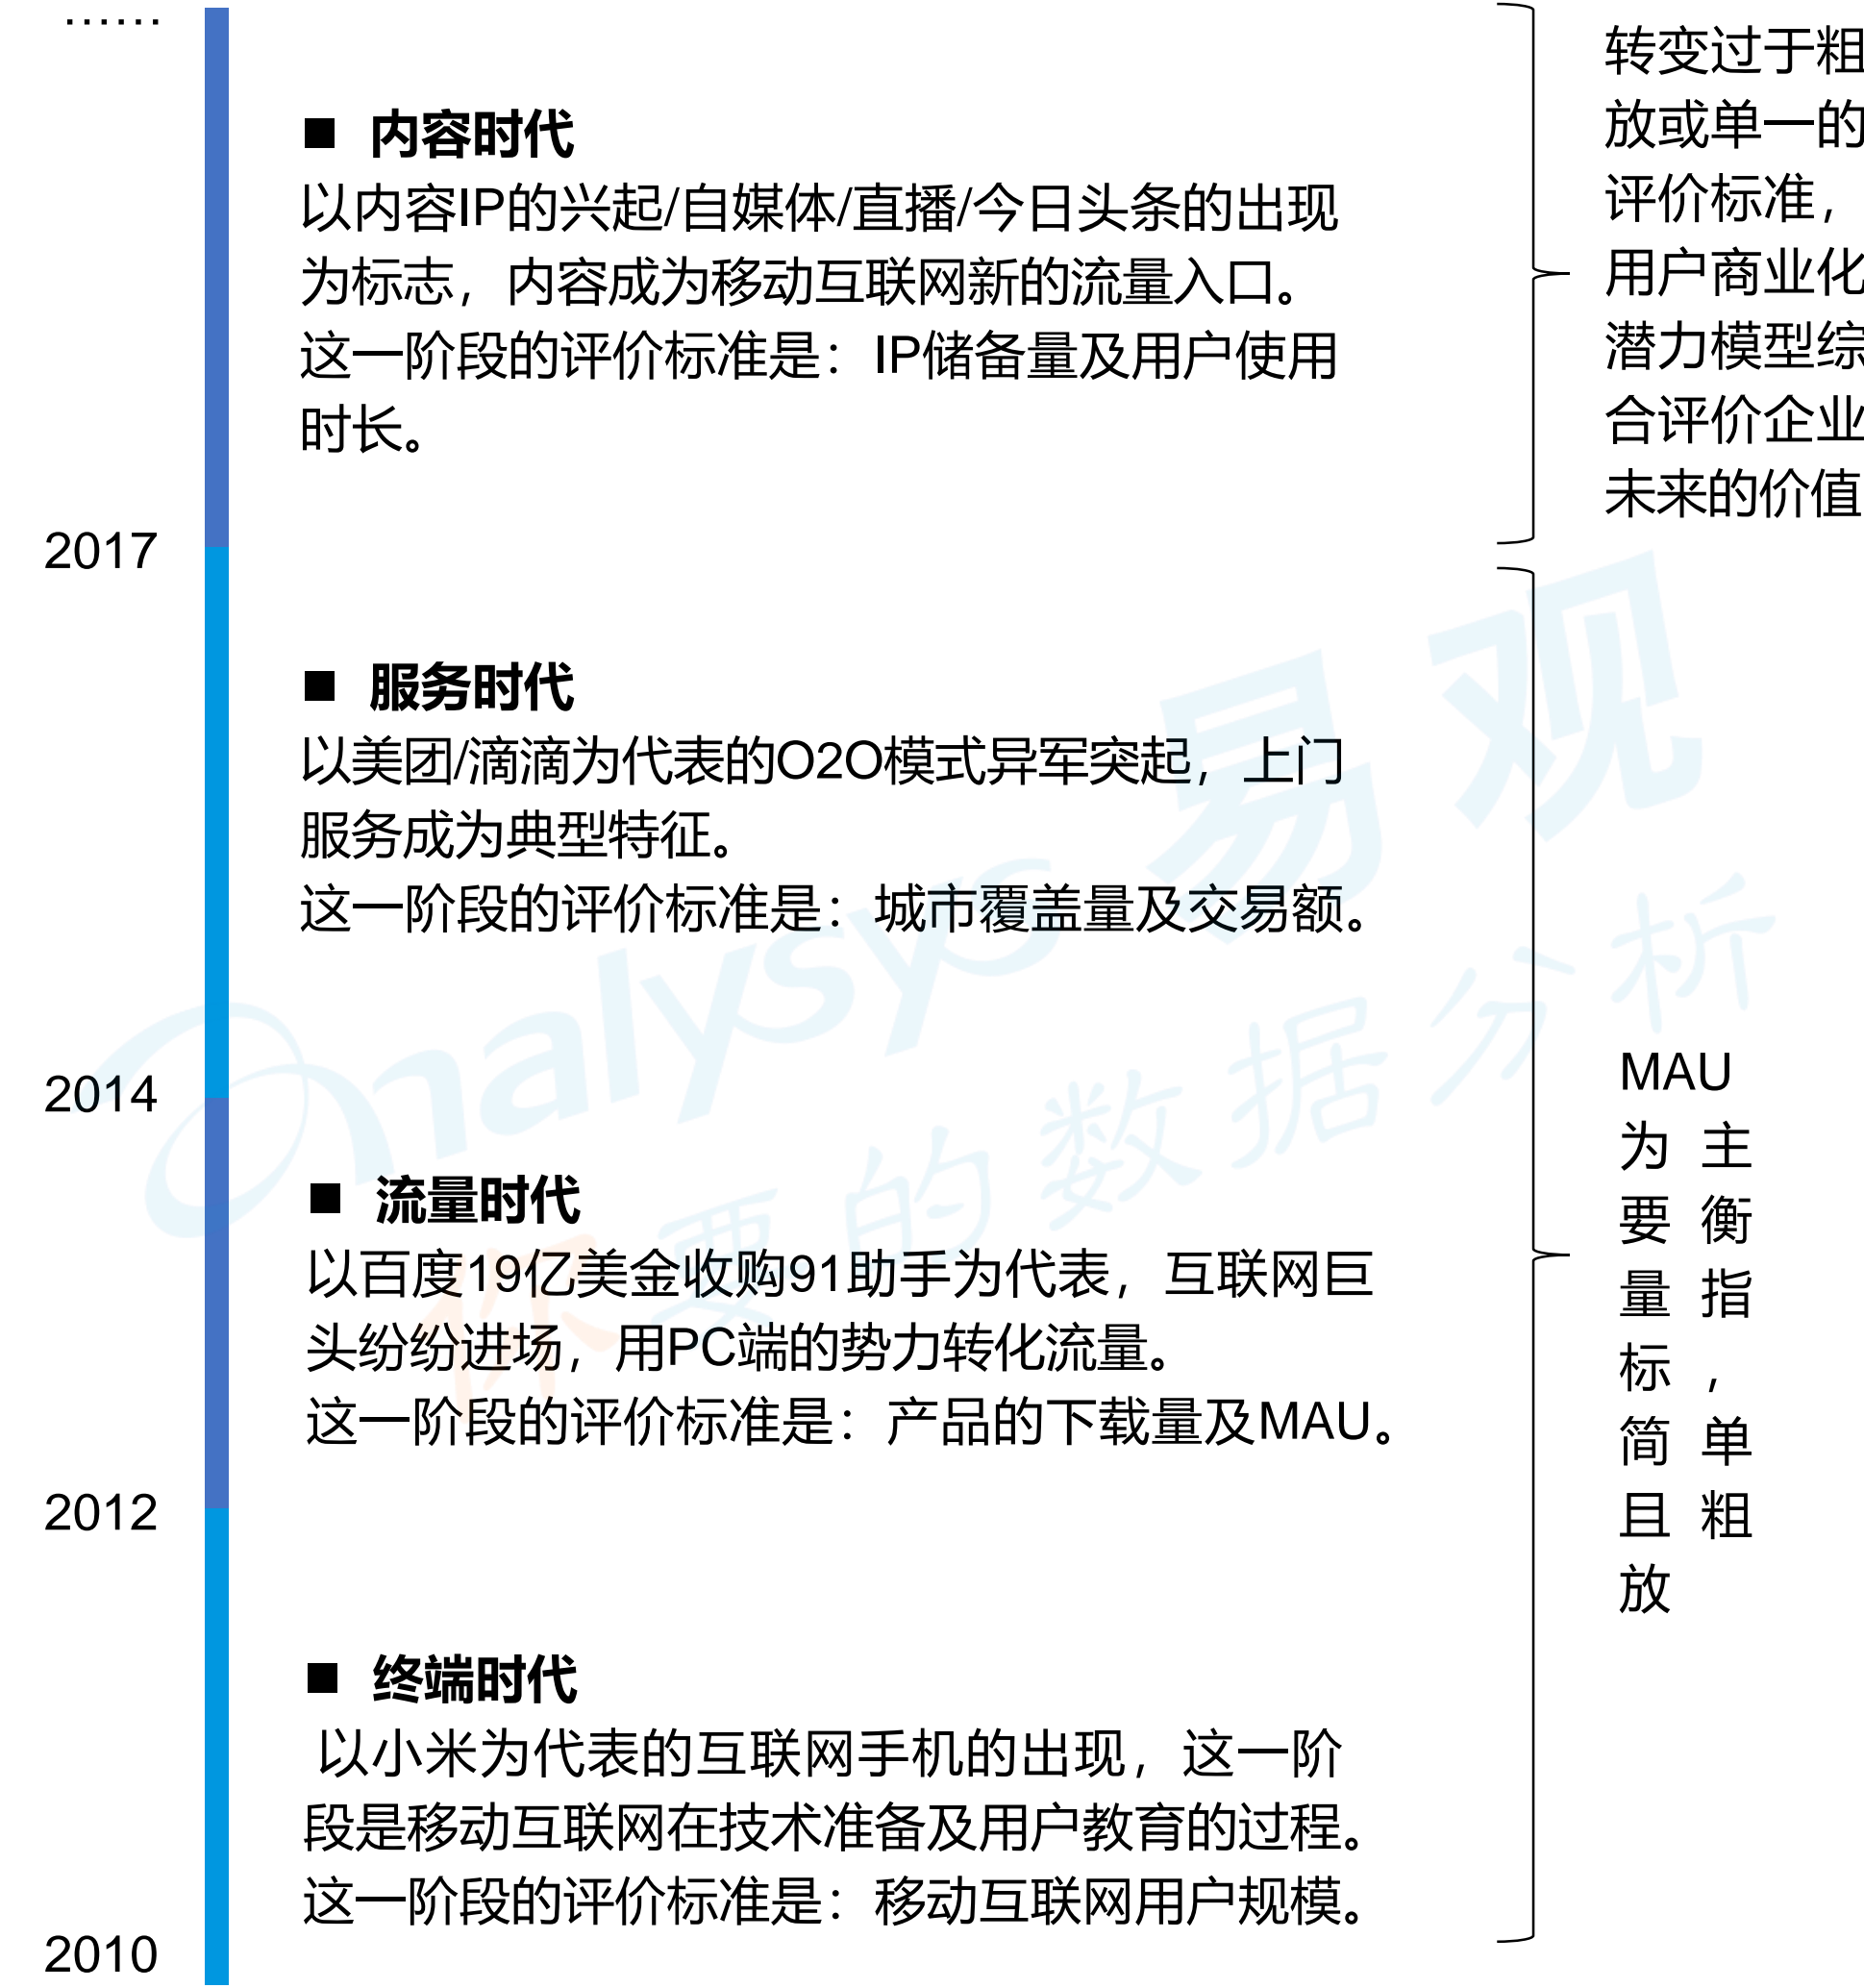 ……
■ 内容时代
以内容IP的兴起/自媒体/直播/今日头条的出现
为标志，内容成为移动互联网新的流量入口。
这一阶段的评价标准是：IP储备量及用户使用
时长。
转变过于粗
放或单一的
评价标准，
用户商业化
潜力模型综
合评价企业
未来的价值
2017
■ 服务时代
以美团/滴滴为代表的O2O模式异军突起，上门
服务成为典型特征。
这一阶段的评价标准是：城市覆盖量及交易额。
2014
■ 流量时代
以百度19亿美金收购91助手为代表，互联网巨
头纷纷进场，用PC端的势力转化流量。
这一阶段的评价标准是：产品的下载量及MAU。
2012
■ 终端时代
以小米为代表的互联网手机的出现，这一阶
段是移动互联网在技术准备及用户教育的过程。
这一阶段的评价标准是：移动互联网用户规模。
2010
MAU
为 主
要 衡
量 指
标 ，
简 单
且 粗
放
analysys 易观
你要的数据分析